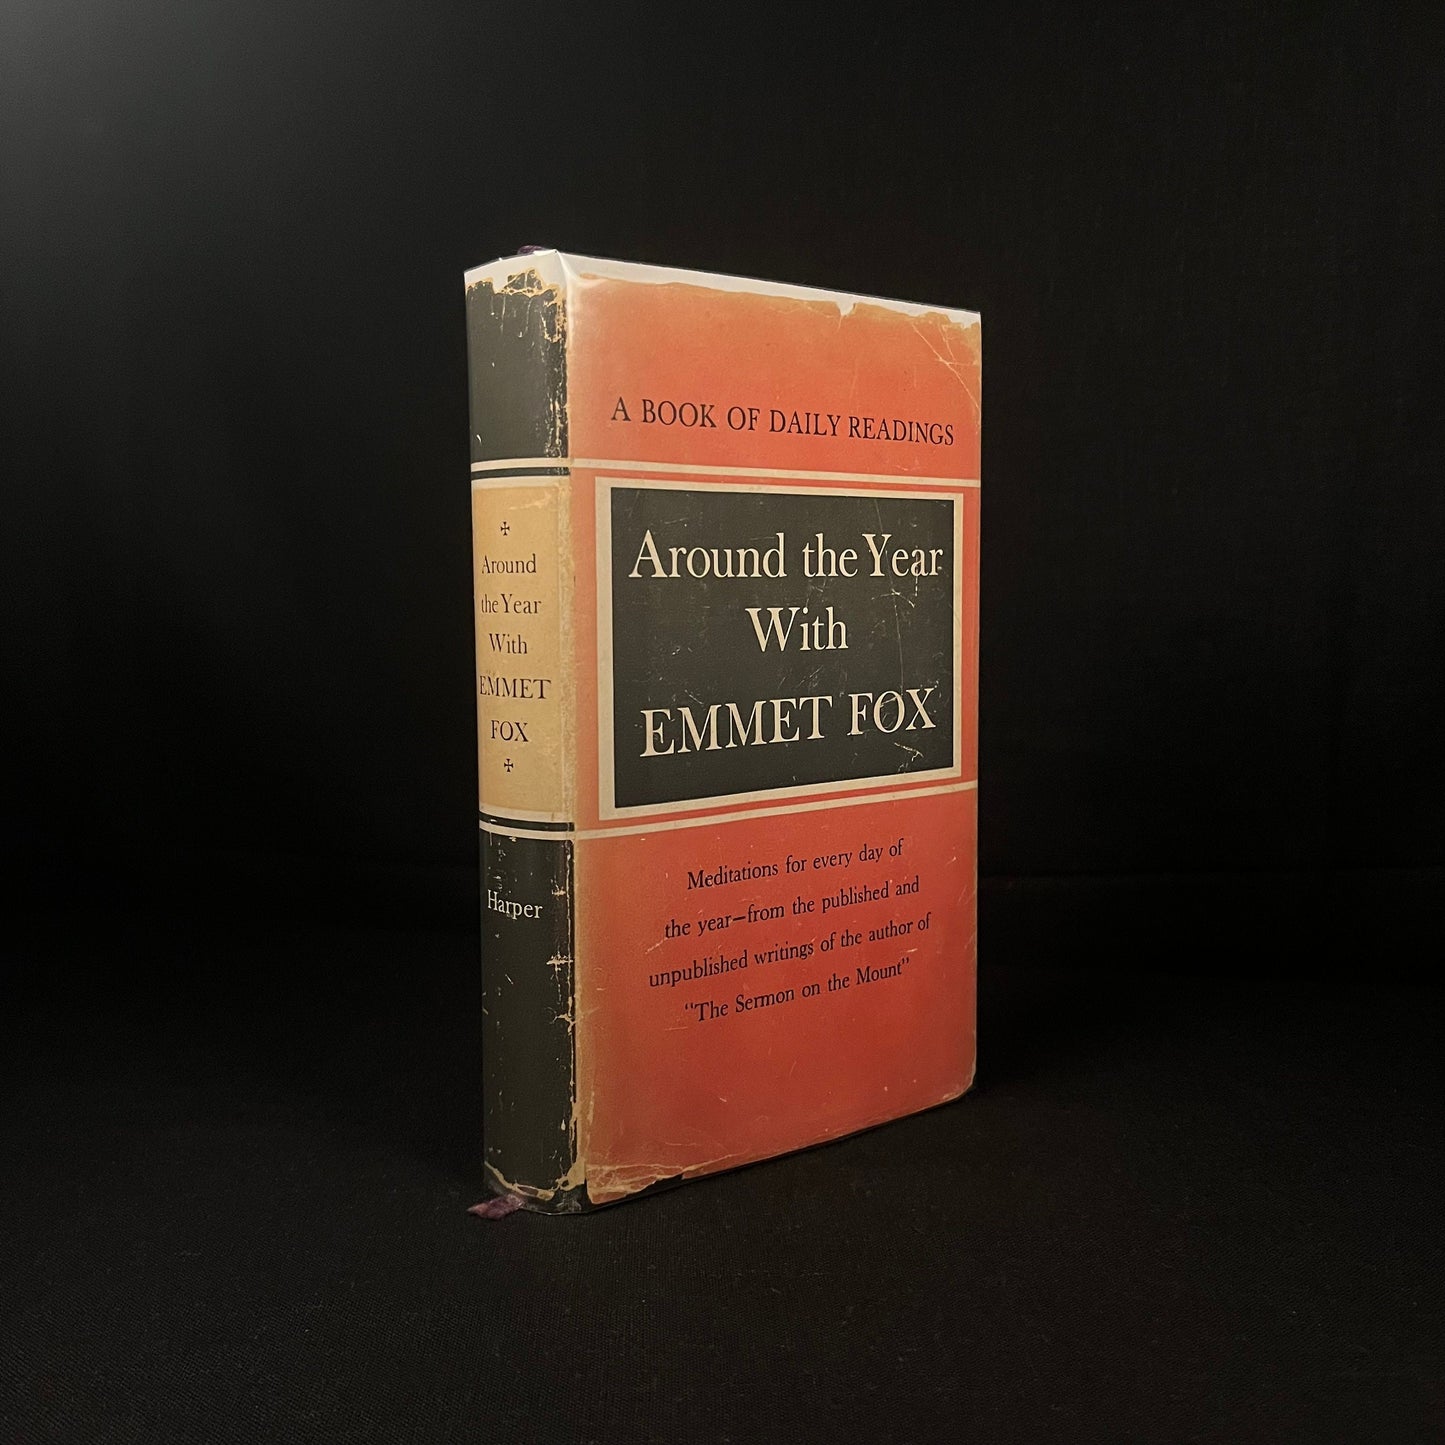 A BOOK OF DAILY READINGS
Around the Year
With
EMMET FOX
Meditations for every day of
the year—from the published and
unpublished writings of the author of
“The Sermon on the Mount”
Around
the Year
With
EMMET
FOX
Harper